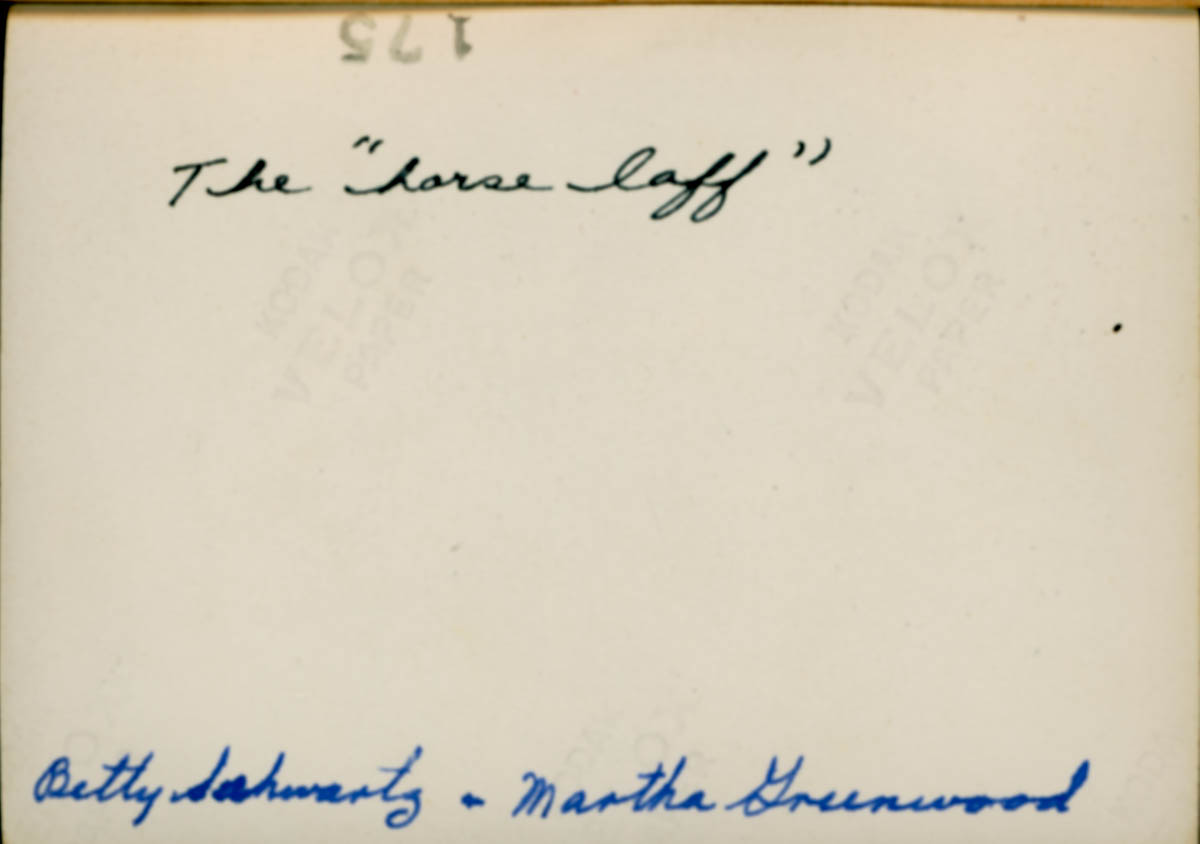 175
The "horse laff"
KODAK
VELOX
PAPER
KODAK
VELOX
PAPER
Betty Schwartz - Martha Greenwood